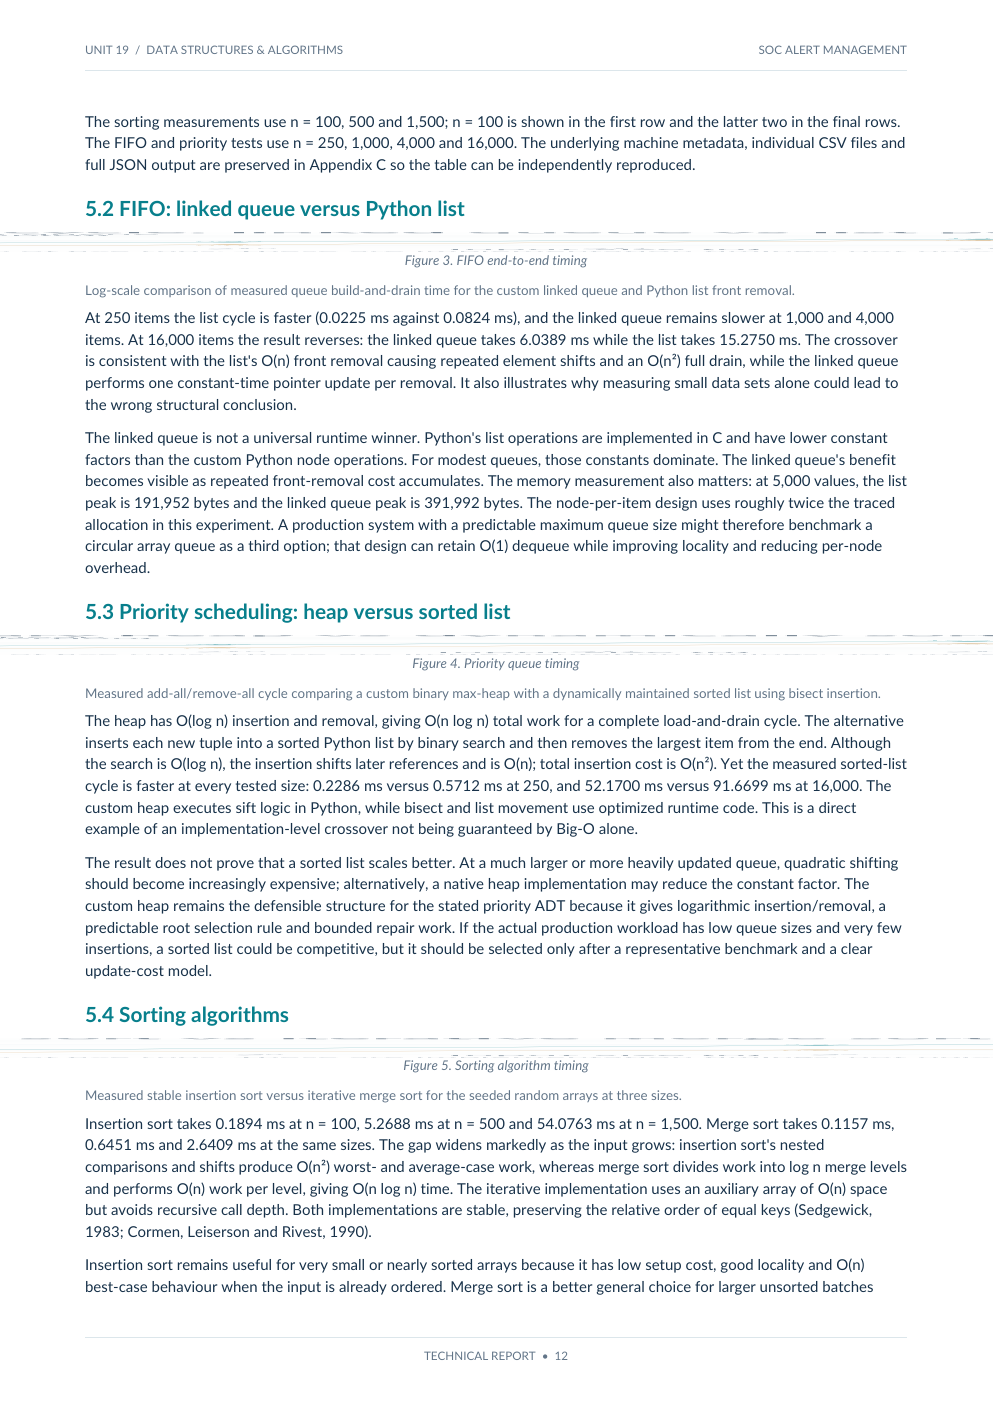 UNIT 19 / DATA STRUCTURES & ALGORITHMS
SOC ALERT MANAGEMENT
The sorting measurements use n = 100, 500 and 1,500; n = 100 is shown in the first row and the latter two in the final rows.
The FIFO and priority tests use n = 250, 1,000, 4,000 and 16,000. The underlying machine metadata, individual CSV files and
full JSON output are preserved in Appendix C so the table can be independently reproduced.
5.2 FIFO: linked queue versus Python list
Figure 3. FIFO end-to-end timing
Log-scale comparison of measured queue build-and-drain time for the custom linked queue and Python list front removal.
At 250 items the list cycle is faster (0.0225 ms against 0.0824 ms), and the linked queue remains slower at 1,000 and 4,000
items. At 16,000 items the result reverses: the linked queue takes 6.0389 ms while the list takes 15.2750 ms. The crossover
is consistent with the list's O(n) front removal causing repeated element shifts and an O(n²) full drain, while the linked queue
performs one constant-time pointer update per removal. It also illustrates why measuring small data sets alone could lead to
the wrong structural conclusion.
The linked queue is not a universal runtime winner. Python's list operations are implemented in C and have lower constant
factors than the custom Python node operations. For modest queues, those constants dominate. The linked queue's benefit
becomes visible as repeated front-removal cost accumulates. The memory measurement also matters: at 5,000 values, the list
peak is 191,952 bytes and the linked queue peak is 391,992 bytes. The node-per-item design uses roughly twice the traced
allocation in this experiment. A production system with a predictable maximum queue size might therefore benchmark a
circular array queue as a third option; that design can retain O(1) dequeue while improving locality and reducing per-node
overhead.
5.3 Priority scheduling: heap versus sorted list
Figure 4. Priority queue timing
Measured add-all/remove-all cycle comparing a custom binary max-heap with a dynamically maintained sorted list using bisect insertion.
The heap has O(log n) insertion and removal, giving O(n log n) total work for a complete load-and-drain cycle. The alternative
inserts each new tuple into a sorted Python list by binary search and then removes the largest item from the end. Although
the search is O(log n), the insertion shifts later references and is O(n); total insertion cost is O(n²). Yet the measured sorted-list
cycle is faster at every tested size: 0.2286 ms versus 0.5712 ms at 250, and 52.1700 ms versus 91.6699 ms at 16,000. The
custom heap executes sift logic in Python, while bisect and list movement use optimized runtime code. This is a direct
example of an implementation-level crossover not being guaranteed by Big-O alone.
The result does not prove that a sorted list scales better. At a much larger or more heavily updated queue, quadratic shifting
should become increasingly expensive; alternatively, a native heap implementation may reduce the constant factor. The
custom heap remains the defensible structure for the stated priority ADT because it gives logarithmic insertion/removal, a
predictable root selection rule and bounded repair work. If the actual production workload has low queue sizes and very few
insertions, a sorted list could be competitive, but it should be selected only after a representative benchmark and a clear
update-cost model.
5.4 Sorting algorithms
Figure 5. Sorting algorithm timing
Measured stable insertion sort versus iterative merge sort for the seeded random arrays at three sizes.
Insertion sort takes 0.1894 ms at n = 100, 5.2688 ms at n = 500 and 54.0763 ms at n = 1,500. Merge sort takes 0.1157 ms,
0.6451 ms and 2.6409 ms at the same sizes. The gap widens markedly as the input grows: insertion sort's nested
comparisons and shifts produce O(n²) worst- and average-case work, whereas merge sort divides work into log n merge levels
and performs O(n) work per level, giving O(n log n) time. The iterative implementation uses an auxiliary array of O(n) space
but avoids recursive call depth. Both implementations are stable, preserving the relative order of equal keys (Sedgewick,
1983; Cormen, Leiserson and Rivest, 1990).
Insertion sort remains useful for very small or nearly sorted arrays because it has low setup cost, good locality and O(n)
best-case behaviour when the input is already ordered. Merge sort is a better general choice for larger unsorted batches
TECHNICAL REPORT • 12